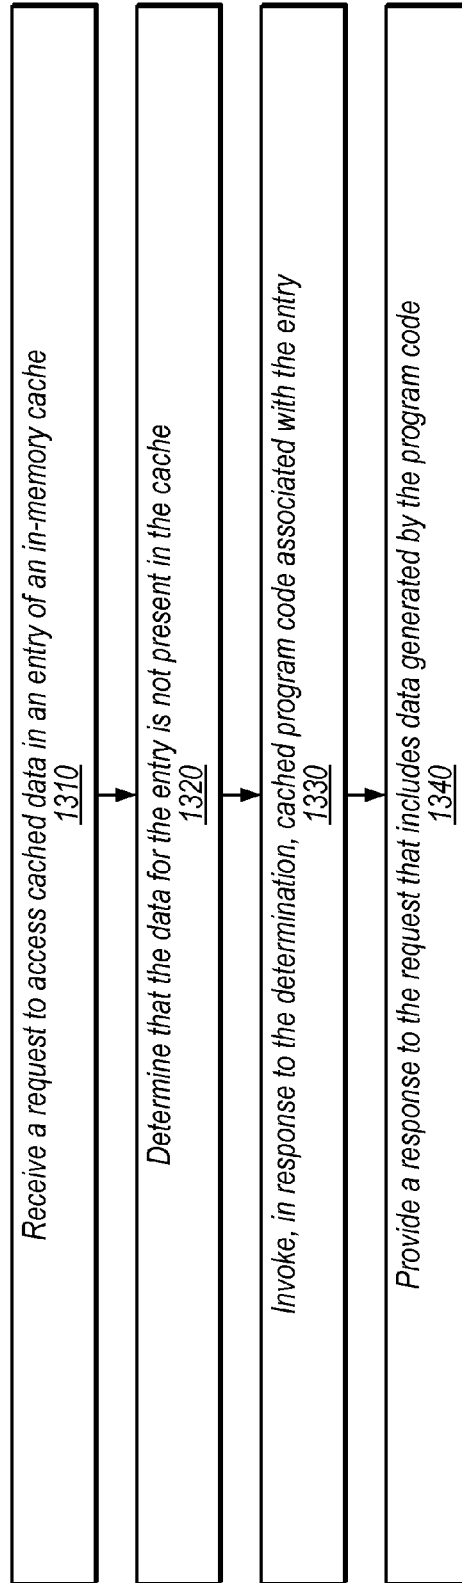 Receive a request to access cached data in an entry of an in-memory cache
1310
Determine that the data for the entry is not present in the cache
1320
Invoke, in response to the determination, cached program code associated with the entry
1330
Provide a response to the request that includes data generated by the program code
1340